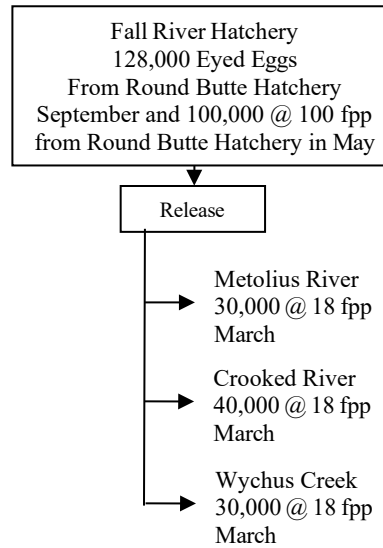 Fall River Hatchery
128,000 Eyed Eggs
From Round Butte Hatchery
September and 100,000 @ 100 fpp
from Round Butte Hatchery in May
Release
Metolius River
30,000 @ 18 fpp
March
Crooked River
40,000 @ 18 fpp
March
Wychus Creek
30,000 @ 18 fpp
March